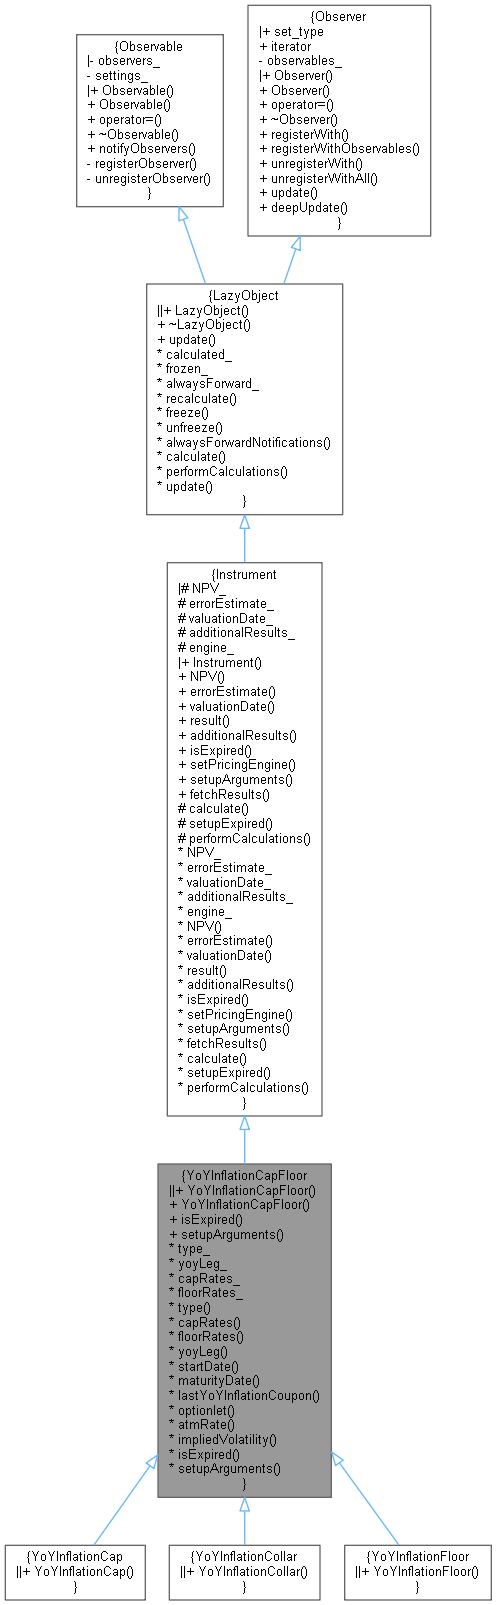 {Observable
|- observers_
- settings_
|+ Observable()
+ Observable()
+ operator=()
+ ~Observable()
+ notifyObservers()
- registerObserver()
- unregisterObserver()
}
{Observer
|+ set_type
+ iterator
- observables_
|+ Observer()
+ Observer()
+ operator=()
+ ~Observer()
+ registerWith()
+ registerWithObservables()
+ unregisterWith()
+ unregisterWithAll()
+ update()
+ deepUpdate()
}
{LazyObject
||+ LazyObject()
+ ~LazyObject()
+ update()
* calculated_
* frozen_
* alwaysForward_
* recalculate()
* freeze()
* unfreeze()
* alwaysForwardNotifications()
* calculate()
* performCalculations()
* update()
}
{Instrument
|# NPV_
# errorEstimate_
# valuationDate_
# additionalResults_
# engine_
|+ Instrument()
+ NPV()
+ errorEstimate()
+ valuationDate()
+ result()
+ additionalResults()
+ isExpired()
+ setPricingEngine()
+ setupArguments()
+ fetchResults()
# calculate()
# setupExpired()
# performCalculations()
* NPV_
* errorEstimate_
* valuationDate_
* additionalResults_
* engine_
* NPV()
* errorEstimate()
* valuationDate()
* result()
* additionalResults()
* isExpired()
* setPricingEngine()
* setupArguments()
* fetchResults()
* calculate()
* setupExpired()
* performCalculations()
}
{YoYInflationCapFloor
||+ YoYInflationCapFloor()
+ YoYInflationCapFloor()
+ isExpired()
+ setupArguments()
* type_
* yoyLeg_
* capRates_
* floorRates_
* type()
* capRates()
* floorRates()
* yoyLeg()
* startDate()
* maturityDate()
* lastYoYInflationCoupon()
* optionlet()
* atmRate()
* impliedVolatility()
* isExpired()
* setupArguments()
}
{YoYInflationCap
||+ YoYInflationCap()
}
{YoYInflationCollar
||+ YoYInflationCollar()
}
{YoYInflationFloor
||+ YoYInflationFloor()
}